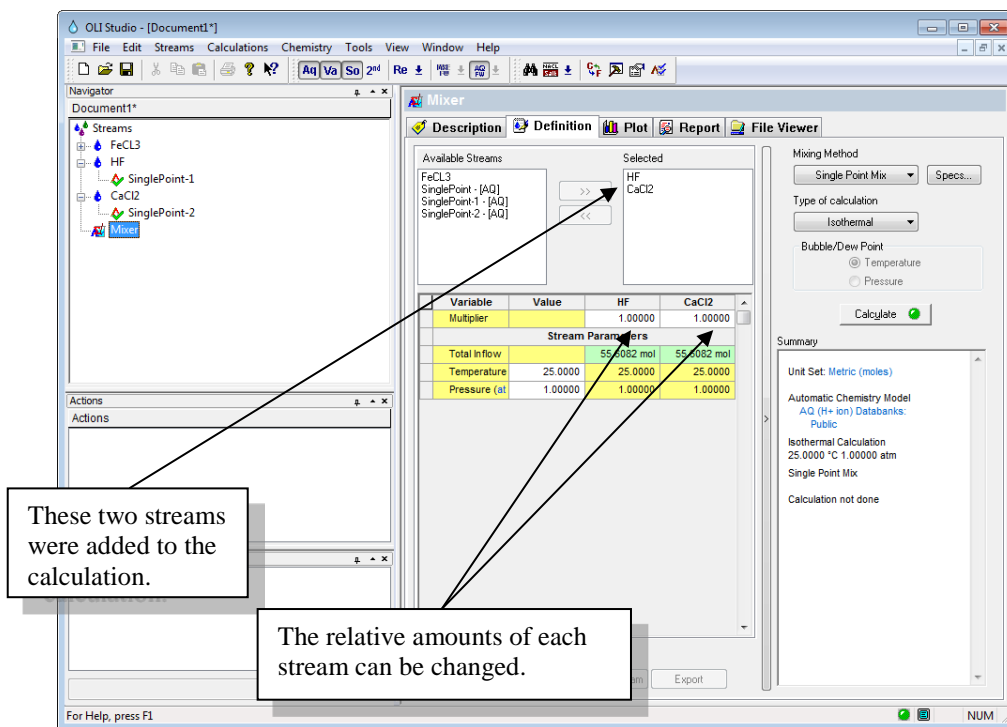 OLI Studio - [Document1*]
File Edit Streams Calculations Chemistry Tools View Window Help
Aq Va So 2nd Re
Navigator
Document1*
Streams
FeCL3
HF
SinglePoint-1
CaCl2
SinglePoint-2
Mixer
Actions
Actions
Mixer
Description Definition Plot Report File Viewer
Available Streams
FeCL3
SinglePoint - [AQ]
SinglePoint-1 - [AQ]
SinglePoint-2 - [AQ]
>>
<<
Selected
HF
CaCl2
Variable Value HF CaCl2
Multiplier 1.00000 1.00000
Stream Parameters
Total Inflow 55.6082 mol 55.6082 mol
Temperature 25.0000 25.0000 25.0000
Pressure (at 1.00000 1.00000 1.00000
Export
Mixing Method
Single Point Mix Specs...
Type of calculation
Isothermal
Bubble/Dew Point
Temperature
Pressure
Calculate
Summary
Unit Set: Metric (moles)
Automatic Chemistry Model
AQ (H+ ion) Databanks:
Public
Isothermal Calculation
25.0000 °C 1.00000 atm
Single Point Mix
Calculation not done
These two streams
were added to the
calculation.
The relative amounts of each
stream can be changed.
For Help, press F1
NUM